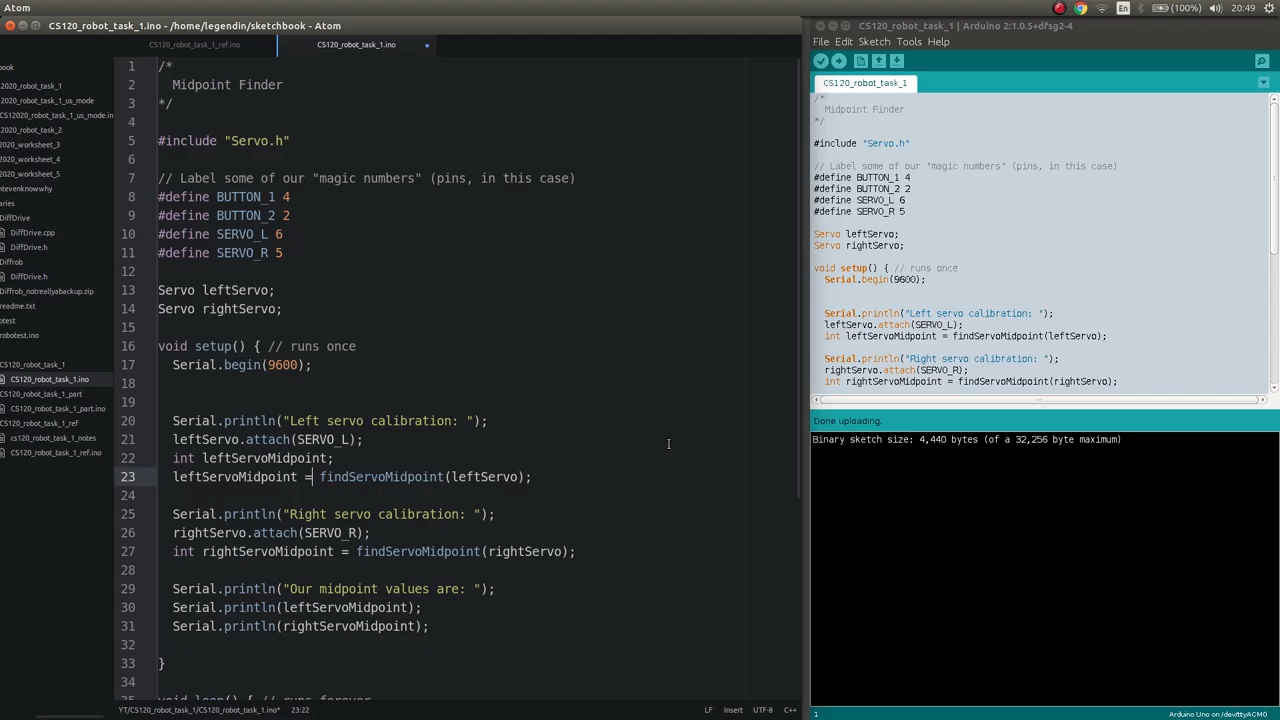 Atom
En
(100%)
20:49
CS120_robot_task_1.ino - /home/legendin/sketchbook - Atom
CS120_robot_task_1_ref.ino
CS120_robot_task_1.ino
book
2020_robot_task_1
CS120_robot_task_1_us_mode
CS12020_robot_task_1_us_mode.in
2020_robot_task_2
2020_worksheet_3
2020_worksheet_4
2020_worksheet_5
ntevenknowwhy
aries
DiffDrive
DiffDrive.cpp
DiffDrive.h
Diffrob
DiffDrive.h
Diffrob_notreallyabackup.zip
readme.txt
otest
robotest.ino
CS120_robot_task_1
CS120_robot_task_1.ino
CS120_robot_task_1_part
CS120_robot_task_1_part.ino
CS120_robot_task_1_ref
cs120_robot_task_1_notes
CS120_robot_task_1_ref.ino
1 /*
2 Midpoint Finder
3 */
4
5 #include "Servo.h"
6
7 // Label some of our "magic numbers" (pins, in this case)
8 #define BUTTON_1 4
9 #define BUTTON_2 2
10 #define SERVO_L 6
11 #define SERVO_R 5
12
13 Servo leftServo;
14 Servo rightServo;
15
16 void setup() { // runs once
17 Serial.begin(9600);
18
19
20 Serial.println("Left servo calibration: ");
21 leftServo.attach(SERVO_L);
22 int leftServoMidpoint;
23 leftServoMidpoint = findServoMidpoint(leftServo);
24
25 Serial.println("Right servo calibration: ");
26 rightServo.attach(SERVO_R);
27 int rightServoMidpoint = findServoMidpoint(rightServo);
28
29 Serial.println("Our midpoint values are: ");
30 Serial.println(leftServoMidpoint);
31 Serial.println(rightServoMidpoint);
32
33 }
34
35 void loop() { // runs forever
YT/CS120_robot_task_1/CS120_robot_task_1.ino* 23:22
LF Insert UTF-8 C++
CS120_robot_task_1 | Arduino 2:1.0.5+dfsg2-4
File Edit Sketch Tools Help
CS120_robot_task_1
/*
Midpoint Finder
*/
#include "Servo.h"
// Label some of our "magic numbers" (pins, in this case)
#define BUTTON_1 4
#define BUTTON_2 2
#define SERVO_L 6
#define SERVO_R 5
Servo leftServo;
Servo rightServo;
void setup() { // runs once
Serial.begin(9600);
Serial.println("Left servo calibration: ");
leftServo.attach(SERVO_L);
int leftServoMidpoint = findServoMidpoint(leftServo);
Serial.println("Right servo calibration: ");
rightServo.attach(SERVO_R);
int rightServoMidpoint = findServoMidpoint(rightServo);
Done uploading.
Binary sketch size: 4,440 bytes (of a 32,256 byte maximum)
1
Arduino Uno on /dev/ttyACM0